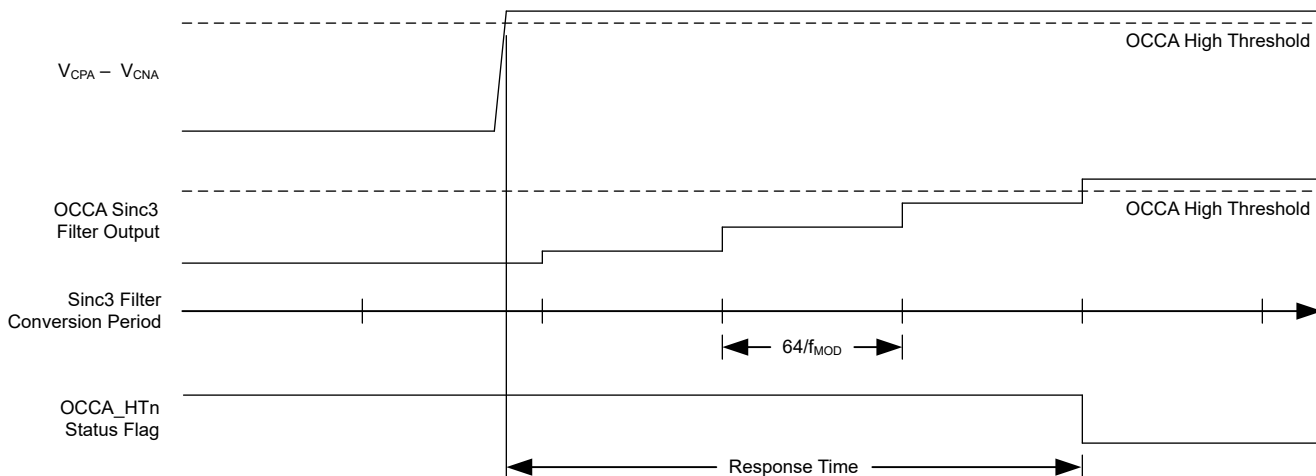 OCCA High Threshold
V_CPA – V_CNA
OCCA Sinc3
Filter Output
OCCA High Threshold
Sinc3 Filter
Conversion Period
64/f_MOD
OCCA_HTn
Status Flag
Response Time